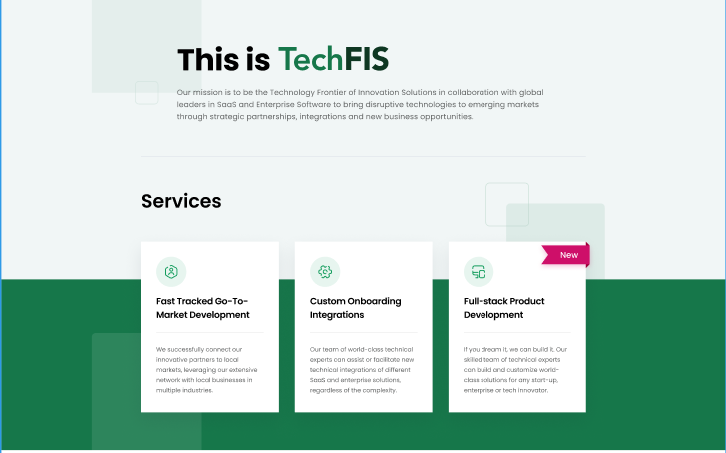 This is TechFIS
Our mission is to be the Technology Frontier of Innovation Solutions in collaboration with global
leaders in SaaS and Enterprise Software to bring disruptive technologies to emerging markets
through strategic partnerships, integrations and new business opportunities.
Services
New
Fast Tracked Go-To-
Market Development
We successfully connect our
innovative partners to local
markets, leveraging our extensive
network with local businesses in
multiple industries.
Custom Onboarding
Integrations
Our team of world-class technical
experts can assist or facilitate new
technical integrations of different
SaaS and enterprise solutions,
regardless of the complexity.
Full-stack Product
Development
If you dream it, we can build it. Our
skilled team of technical experts
can build and customize world-
class solutions for any start-up,
enterprise or tech innovator.